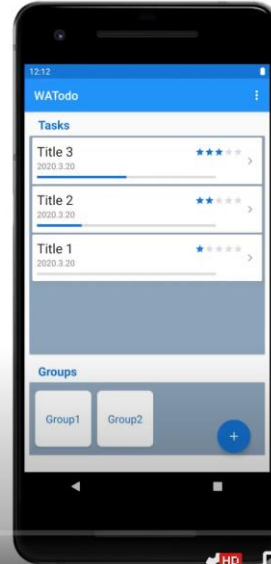 12:12
WATodo
Tasks
Title 3
2020.3.20
Title 2
2020.3.20
Title 1
2020.3.20
Groups
Group1
Group2
+
HD